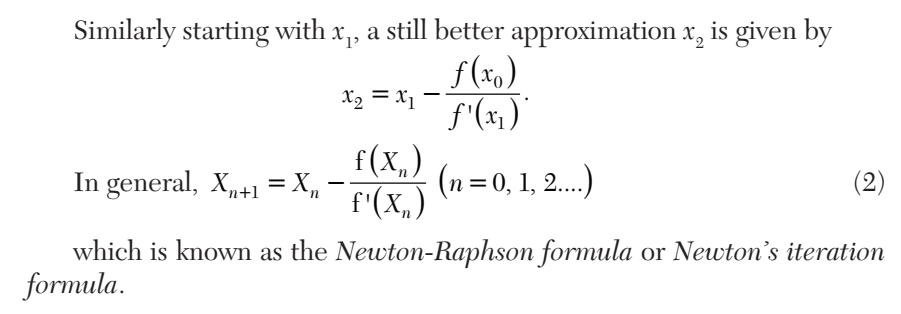 Similarly starting with x₁, a still better approximation x₂ is given by
x₂ = x₁ − f(x₀) / f'(x₁).
In general, Xₙ₊₁ = Xₙ − f(Xₙ) / f'(Xₙ) (n = 0, 1, 2....) (2)
which is known as the Newton-Raphson formula or Newton's iteration
formula.